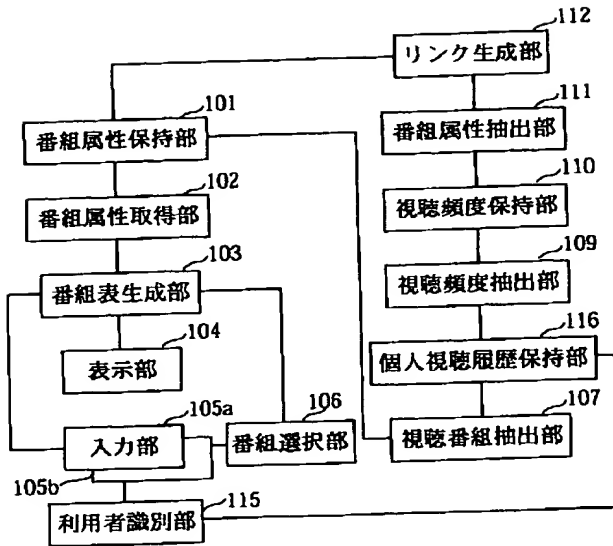 112
リンク生成部
101
111
番組属性保持部
番組属性抽出部
102
110
番組属性取得部
視聴頻度保持部
103
109
番組表生成部
視聴頻度抽出部
104
116
表示部
個人視聴履歴保持部
105a
106
107
入力部
番組選択部
視聴番組抽出部
105b
115
利用者識別部